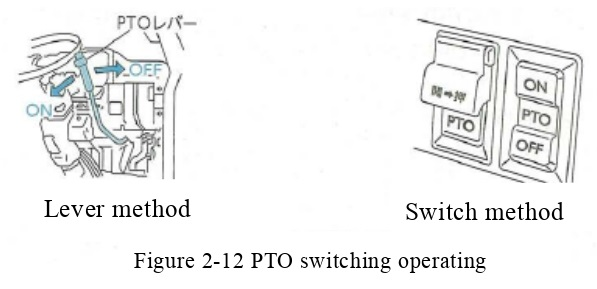 PTOレバー
OFF
ON
開⇒押
PTO
ON
PTO
OFF
Lever method
Switch method
Figure 2-12 PTO switching operating